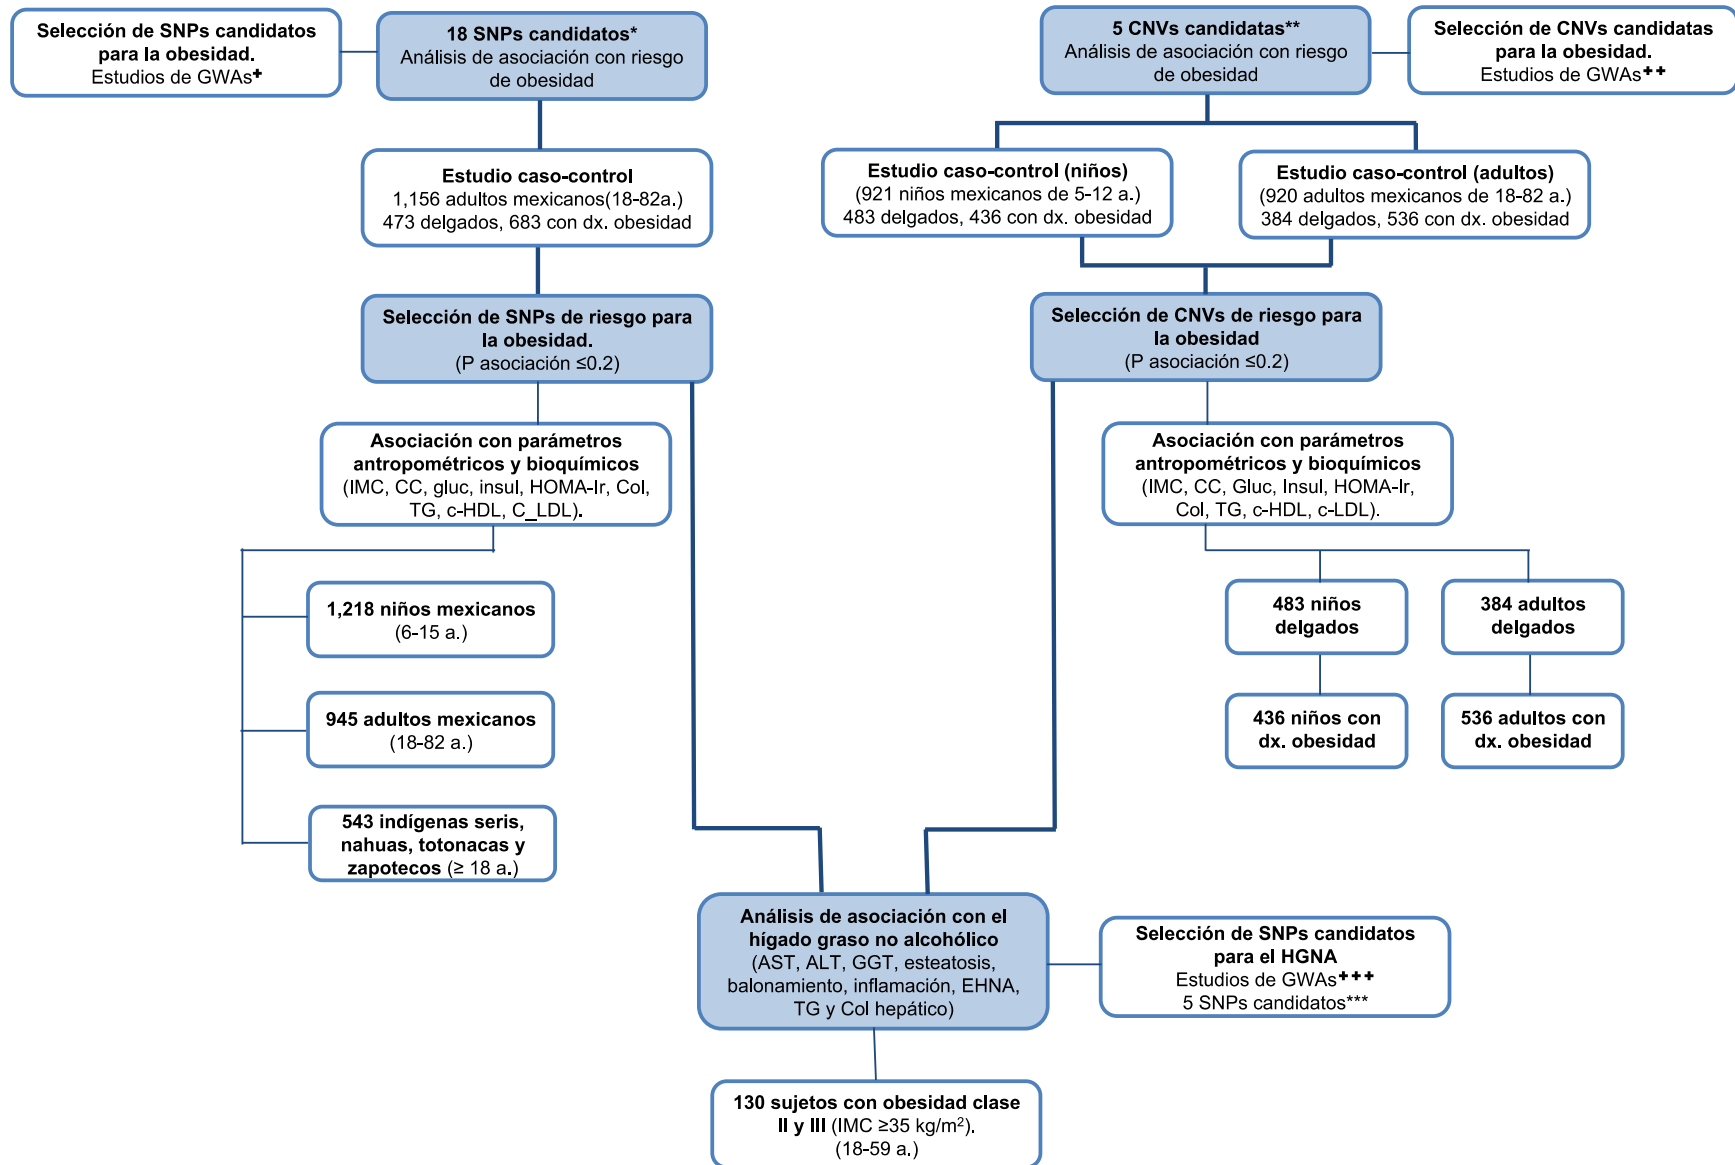 Selección de SNPs candidatos
para la obesidad.
Estudios de GWAs+
18 SNPs candidatos*
Análisis de asociación con riesgo
de obesidad
5 CNVs candidatas**
Análisis de asociación con riesgo
de obesidad
Selección de CNVs candidatas
para la obesidad.
Estudios de GWAs++
Estudio caso-control
1,156 adultos mexicanos(18-82a.)
473 delgados, 683 con dx. obesidad
Estudio caso-control (niños)
(921 niños mexicanos de 5-12 a.)
483 delgados, 436 con dx. obesidad
Estudio caso-control (adultos)
(920 adultos mexicanos de 18-82 a.)
384 delgados, 536 con dx. obesidad
Selección de SNPs de riesgo para
la obesidad.
(P asociación ≤0.2)
Selección de CNVs de riesgo para
la obesidad
(P asociación ≤0.2)
Asociación con parámetros
antropométricos y bioquímicos
(IMC, CC, gluc, insul, HOMA-Ir, Col,
TG, c-HDL, C_LDL).
Asociación con parámetros
antropométricos y bioquímicos
(IMC, CC, Gluc, Insul, HOMA-Ir,
Col, TG, c-HDL, c-LDL).
1,218 niños mexicanos
(6-15 a.)
945 adultos mexicanos
(18-82 a.)
543 indígenas seris,
nahuas, totonacas y
zapotecos (≥ 18 a.)
483 niños
delgados
384 adultos
delgados
436 niños con
dx. obesidad
536 adultos con
dx. obesidad
Análisis de asociación con el
hígado graso no alcohólico
(AST, ALT, GGT, esteatosis,
balonamiento, inflamación, EHNA,
TG y Col hepático)
Selección de SNPs candidatos
para el HGNA
Estudios de GWAs+++
5 SNPs candidatos***
130 sujetos con obesidad clase
II y III (IMC ≥35 kg/m²).
(18-59 a.)